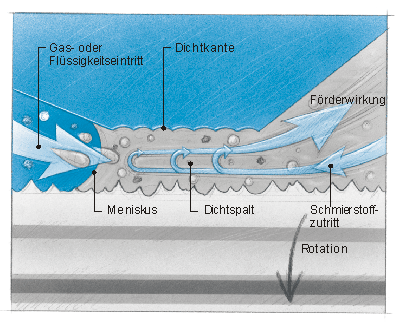 Gas- oder
Flüssigkeitseintritt
Dichtkante
Förderwirkung
Meniskus
Dichtspalt
Schmierstoff-
zutritt
Rotation